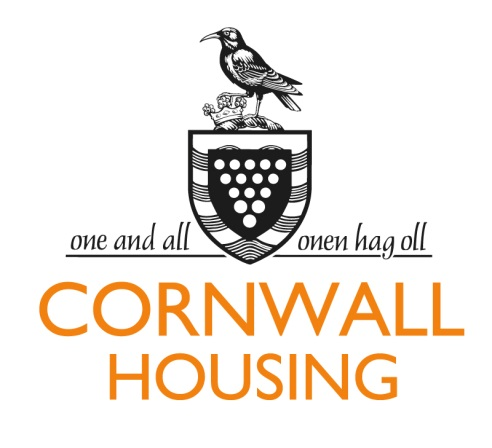 one and all onen hag oll
CORNWALL
HOUSING